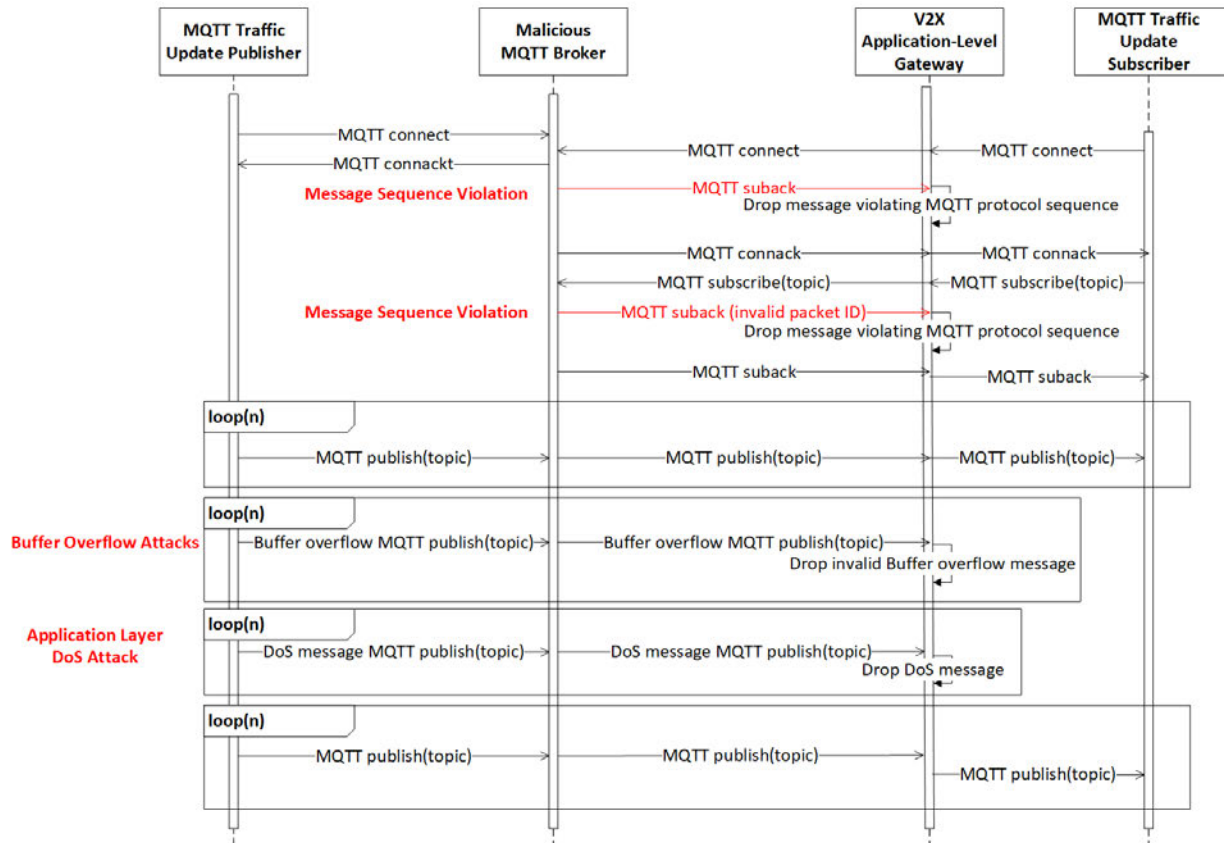 MQTT Traffic
Update Publisher
Malicious
MQTT Broker
V2X
Application-Level
Gateway
MQTT Traffic
Update
Subscriber
MQTT connect
MQTT connect
MQTT connect
MQTT connackt
Message Sequence Violation
MQTT suback
Drop message violating MQTT protocol sequence
MQTT connack
MQTT connack
MQTT subscribe(topic)
MQTT subscribe(topic)
Message Sequence Violation
MQTT suback (invalid packet ID)
Drop message violating MQTT protocol sequence
MQTT suback
MQTT suback
loop(n)
MQTT publish(topic)
MQTT publish(topic)
MQTT publish(topic)
loop(n)
Buffer Overflow Attacks
Buffer overflow MQTT publish(topic)
Buffer overflow MQTT publish(topic)
Drop invalid Buffer overflow message
loop(n)
Application Layer
DoS Attack
DoS message MQTT publish(topic)
DoS message MQTT publish(topic)
Drop DoS message
loop(n)
MQTT publish(topic)
MQTT publish(topic)
MQTT publish(topic)